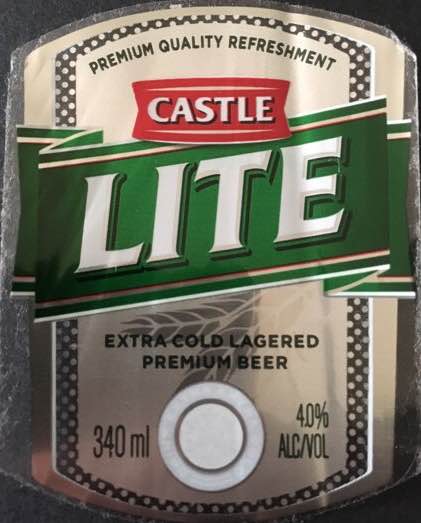 PREMIUM QUALITY REFRESHMENT
CASTLE
LITE
EXTRA COLD LAGERED
PREMIUM BEER
340 ml
4.0%
ALC/VOL